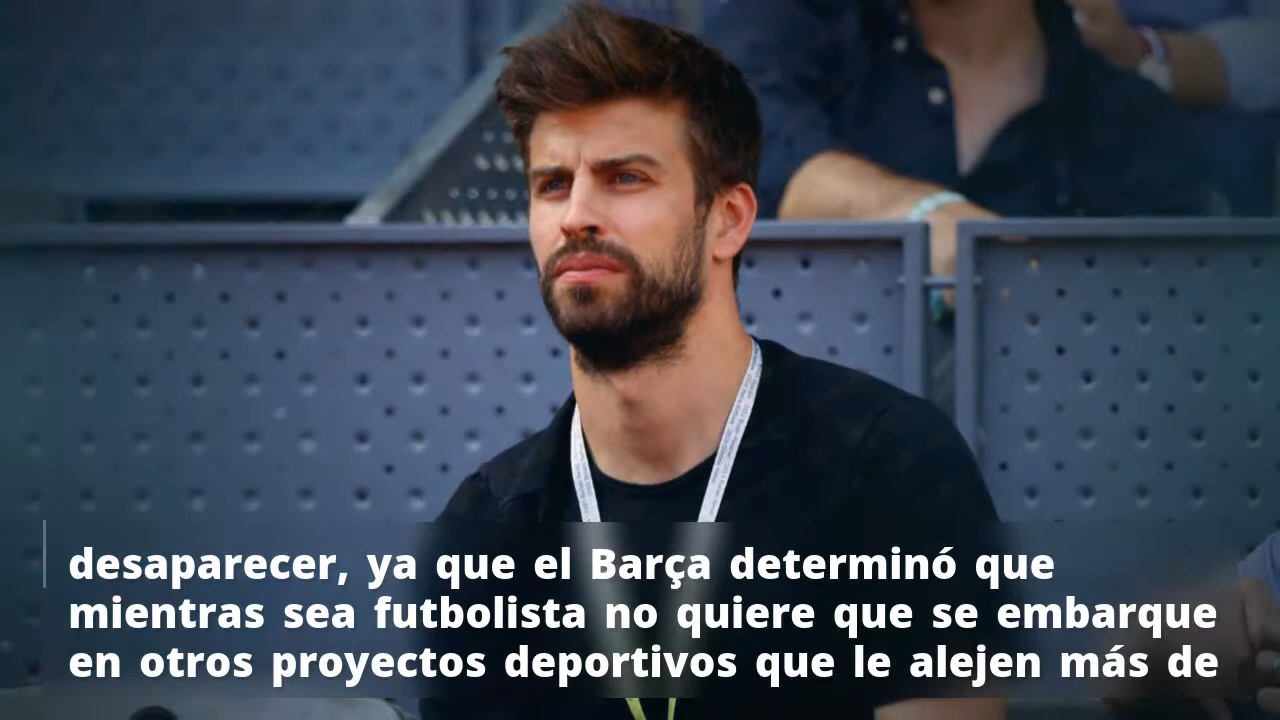 desaparecer, ya que el Barça determinó que
mientras sea futbolista no quiere que se embarque
en otros proyectos deportivos que le alejen más de